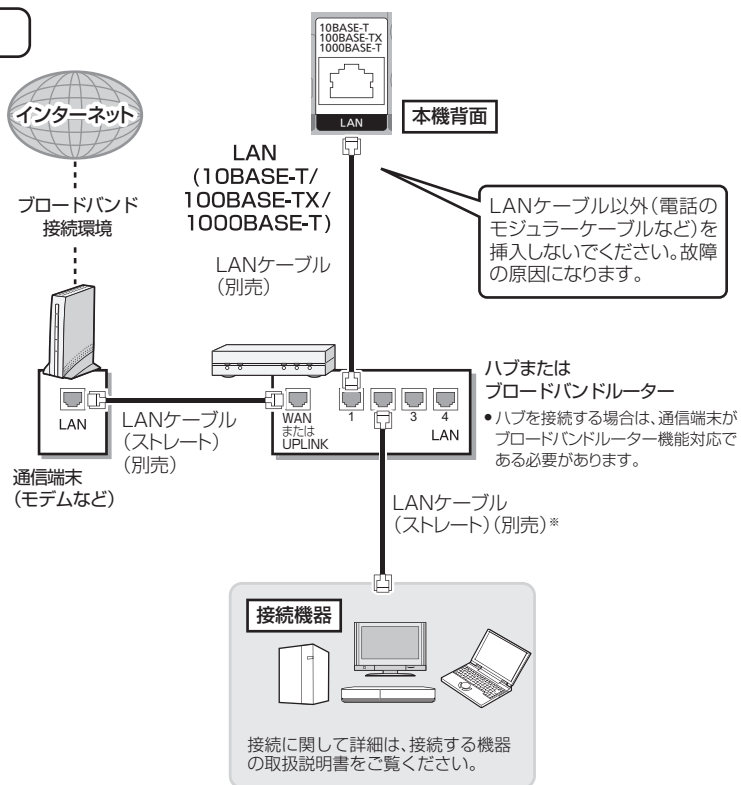 10BASE-T
100BASE-TX
1000BASE-T
LAN
本機背面
インターネット
ブロードバンド
接続環境
LAN
(10BASE-T/
100BASE-TX/
1000BASE-T)
LANケーブル
(別売)
LANケーブル以外(電話の
モジュラーケーブルなど)を
挿入しないでください。故障
の原因になります。
LAN
通信端末
(モデムなど)
LANケーブル
(ストレート)
(別売)
WAN
または
UPLINK
1
3
4
LAN
ハブまたは
ブロードバンドルーター
●ハブを接続する場合は、通信端末が
ブロードバンドルーター機能対応で
ある必要があります。
LANケーブル
(ストレート)(別売)※
接続機器
接続に関して詳細は、接続する機器
の取扱説明書をご覧ください。